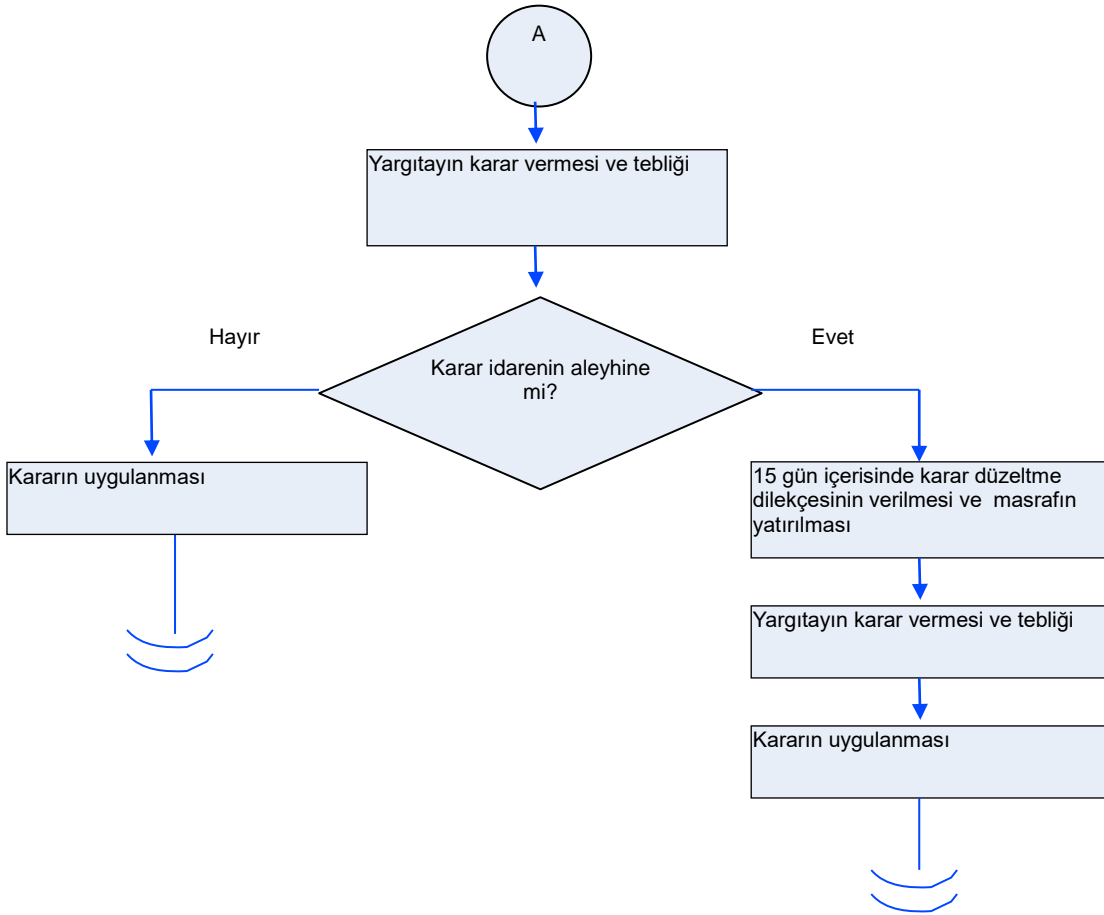 A
Yargıtayın karar vermesi ve tebliği
Hayır
Evet
Karar idarenin aleyhine
mi?
Kararın uygulanması
15 gün içerisinde karar düzeltme
dilekçesinin verilmesi ve  masrafın
yatırılması
Yargıtayın karar vermesi ve tebliği
Kararın uygulanması